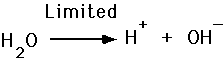 Limited
H₂O ⟶ H⁺ + OH⁻